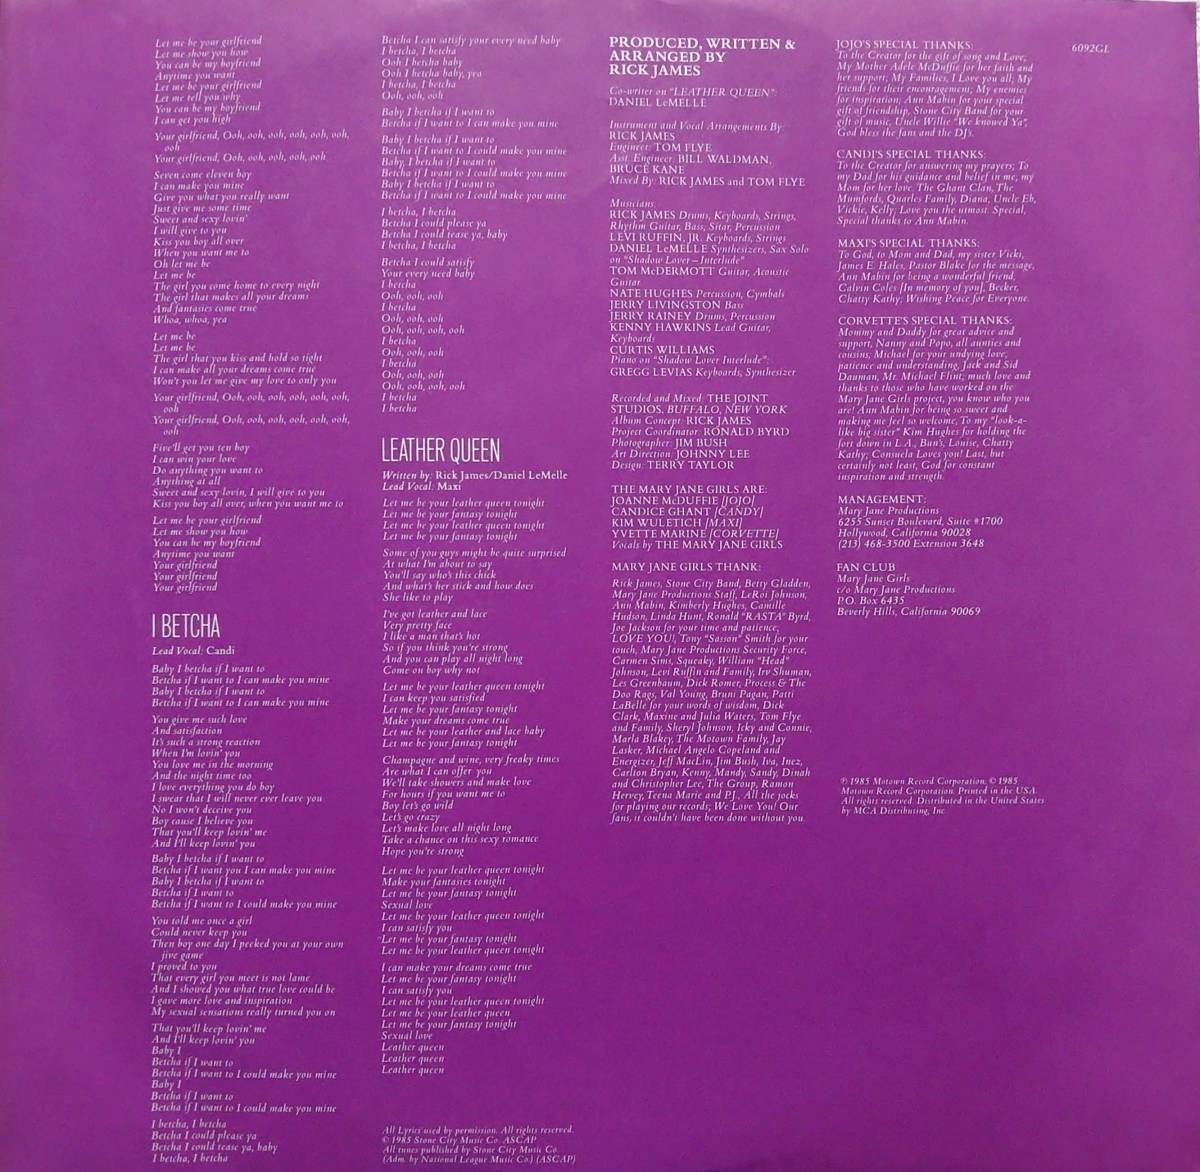 Let me be your girlfriend
Let me show you how
You can be my boyfriend
Anytime you want
Let me be your girlfriend
Let me tell you why
You can be my boyfriend
I can get you high
Your girlfriend, Ooh, ooh, ooh, ooh, ooh, ooh,
ooh
Your girlfriend, Ooh, ooh, ooh, ooh, ooh
Seven come eleven boy
I can make you mine
Give you what you really want
Just give me some time
Sweet and sexy lovin'
I will give to you
Kiss you boy all over
When you want me to
Oh let me be
Let me be
The girl you come home to every night
The girl that makes all your dreams
And fantasies come true
Whoa, whoa, yea
Let me be
Let me be
The girl that you kiss and hold so tight
I can make all your dreams come true
Won't you let me give my love to only you
Your girlfriend, Ooh, ooh, ooh, ooh, ooh, ooh,
ooh
Your girlfriend, Ooh, ooh, ooh, ooh, ooh, ooh,
ooh
Five'll get you ten boy
I can win your love
Do anything you want to
Anything at all
Sweet and sexy lovin, I will give to you
Kiss you boy all over, when you want me to
Let me be your girlfriend
Let me show you how
You can be my boyfriend
Anytime you want
Your girlfriend
Your girlfriend
Your girlfriend
I BETCHA
Lead Vocal: Candi
Baby I betcha if I want to
Betcha if I want to I can make you mine
Baby I betcha if I want to
Betcha if I want to I can make you mine
You give me such love
And satisfaction
It's such a strong reaction
When I'm lovin' you
You love me in the morning
And the night time too
I love everything you do boy
I swear that I will never ever leave you
No I won't deceive you
Boy cause I believe you
That you'll keep lovin' me
And I'll keep lovin' you
Baby I betcha if I want to
Betcha if I want you I can make you mine
Baby I betcha if I want to
Betcha if I want to
Betcha if I want to I could make you mine
You told me once a girl
Could never keep you
Then boy one day I peeked you at your own
jive game
I proved to you
That every girl you meet is not lame
And I showed you what true love could be
I gave more love and inspiration
My sexual sensations really turned you on
That you'll keep lovin' me
And I'll keep lovin' you
Baby I
Betcha if I want to
Betcha if I want to I could make you mine
Baby I
Betcha if I want to
Betcha if I want to I could make you mine
I betcha, I betcha
Betcha I could please ya
Betcha I could tease ya, baby
I betcha, I betcha
Betcha I can satisfy your every need baby
I betcha, I betcha
Ooh I betcha baby
Ooh I betcha baby, yea
I betcha, I betcha
Ooh, ooh, ooh
Baby I betcha if I want to
Betcha if I want to I can make you mine
Baby I betcha if I want to
Betcha if I want to I could make you mine
Baby, I betcha if I want to
Betcha if I want to I could make you mine
Baby I betcha if I want to
Betcha if I want to I could make you mine
I betcha, I betcha
Betcha I could please ya
Betcha I could tease ya, baby
I betcha, I betcha
Betcha I could satisfy
Your every need baby
I betcha
Ooh, ooh, ooh
I betcha
Ooh, ooh, ooh
Ooh, ooh, ooh, ooh
I betcha
Ooh, ooh, ooh
I betcha
Ooh, ooh, ooh
Ooh, ooh, ooh, ooh
I betcha
I betcha
LEATHER QUEEN
Written by: Rick James/Daniel LeMelle
Lead Vocal: Maxi
Let me be your leather queen tonight
Let me be your fantasy tonight
Let me be your leather queen tonight
Let me be your fantasy tonight
Some of you guys might be quite surprised
At what I'm about to say
You'll say who's this chick
And what's her stick and how does
She like to play
I've got leather and lace
Very pretty face
I like a man that's hot
So if you think you're strong
And you can play all night long
Come on boy why not
Let me be your leather queen tonight
I can keep you satisfied
Let me be your fantasy tonight
Make your dreams come true
Let me be your leather and lace baby
Let me be your fantasy tonight
Champagne and wine, very freaky times
Are what I can offer you
We'll take showers and make love
For hours if you want me to
Boy let's go wild
Let's go crazy
Let's make love all night long
Take a chance on this sexy romance
Hope you're strong
Let me be your leather queen tonight
Make your fantasies tonight
Let me be your fantasy tonight
Sexual love
Let me be your leather queen tonight
I can satisfy you
Let me be your fantasy tonight
Let me be your leather queen tonight
I can make your dreams come true
Let me be your fantasy tonight
I can satisfy you
Let me be your leather queen tonight
Let me be your leather queen
Let me be your fantasy tonight
Sexual love
Leather queen
Leather queen
Leather queen
All Lyrics used by permission. All rights reserved.
© 1985 Stone City Music Co. ASCAP
All tunes published by Stone City Music Co.
(Adm. by National League Music Co.) (ASCAP)
PRODUCED, WRITTEN &
ARRANGED BY
RICK JAMES
Co-writer on "LEATHER QUEEN":
DANIEL LeMELLE
Instrument and Vocal Arrangements By:
RICK JAMES
Engineer: TOM FLYE
Asst. Engineer: BILL WALDMAN,
BRUCE KANE
Mixed By: RICK JAMES and TOM FLYE
Musicians:
RICK JAMES Drums, Keyboards, Strings,
Rhythm Guitar, Bass, Sitar, Percussion
LEVI RUFFIN, JR. Keyboards, Strings
DANIEL LeMELLE Synthesizers, Sax Solo
on "Shadow Lover – Interlude"
TOM McDERMOTT Guitar, Acoustic
Guitar
NATE HUGHES Percussion, Cymbals
JERRY LIVINGSTON Bass
JERRY RAINEY Drums, Percussion
KENNY HAWKINS Lead Guitar,
Keyboards
CURTIS WILLIAMS
Piano on "Shadow Lover Interlude":
GREGG LEVIAS Keyboards, Synthesizer
Recorded and Mixed: THE JOINT
STUDIOS, BUFFALO, NEW YORK
Album Concept: RICK JAMES
Project Coordinator: RONALD BYRD
Photographer: JIM BUSH
Art Direction: JOHNNY LEE
Design: TERRY TAYLOR
THE MARY JANE GIRLS ARE:
JOANNE McDUFFIE [JOJO]
CANDICE GHANT [CANDY]
KIM WULETICH [MAXI]
YVETTE MARINE [CORVETTE]
Vocals by THE MARY JANE GIRLS
MARY JANE GIRLS THANK:
Rick James, Stone City Band, Betty Gladden,
Mary Jane Productions Staff, LeRoi Johnson,
Ann Mabin, Kimberly Hughes, Camille
Hudson, Linda Hunt, Ronald "RASTA" Byrd,
Joe Jackson for your time and patience,
LOVE YOU!, Tony "Sasson" Smith for your
touch, Mary Jane Productions Security Force,
Carmen Sims, Squeaky, William "Head"
Johnson, Levi Ruffin and Family, Irv Shuman,
Les Greenbaum, Dick Romer, Process & The
Doo Rags, Val Young, Bruni Pagan, Patti
LaBelle for your words of wisdom, Dick
Clark, Maxine and Julia Waters, Tom Flye
and Family, Sheryl Johnson, Icky and Connie,
Marla Blakey, The Motown Family, Jay
Lasker, Michael Angelo Copeland and
Energizer, Jeff MacLin, Jim Bush, Iva, Inez,
Carlton Bryan, Kenny, Mandy, Sandy, Dinah
and Christopher Lee, The Group, Ramon
Hervey, Teena Marie and P.J., All the jocks
for playing our records; We Love You! Our
fans, it couldn't have been done without you.
JOJO'S SPECIAL THANKS:
To the Creator for the gift of song and Love;
My Mother Adele McDuffie for her faith and
her support; My Families, I Love you all; My
friends for their encouragement; My enemies
for inspiration; Ann Mabin for your special
gift of friendship, Stone City Band for your
gift of music, Uncle Willie "We knowed Ya",
God bless the fans and the DJ's.
CANDI'S SPECIAL THANKS:
To the Creator for answering my prayers; To
my Dad for his guidance and belief in me; my
Mom for her love. The Ghant Clan, The
Mumfords, Quarles Family, Diana, Uncle Eb,
Vickie, Kelly; Love you the utmost. Special,
Special thanks to Ann Mabin.
MAXI'S SPECIAL THANKS:
To God, to Mom and Dad, my sister Vicki,
James E. Hales, Pastor Blake for the message,
Ann Mabin for being a wonderful friend,
Calvin Coles [In memory of you], Becker,
Chatty Kathy; Wishing Peace for Everyone.
CORVETTE'S SPECIAL THANKS:
Mommy and Daddy for great advice and
support, Nanny and Popo, all aunties and
cousins, Michael for your undying love,
patience and understanding, Jack and Sid
Dauman, Mr. Michael Flint; much love and
thanks to those who have worked on the
Mary Jane Girls project, you know who you
are! Ann Mabin for being so sweet and
making me feel so welcome, To my "look-a-
like big sister" Kim Hughes for holding the
fort down in L.A., Bun's, Louise, Chatty
Kathy; Consuela Loves you! Last, but
certainly not least, God for constant
inspiration and strength.
MANAGEMENT:
Mary Jane Productions
6255 Sunset Boulevard, Suite #1700
Hollywood, California 90028
(213) 468-3500 Extension 3648
FAN CLUB
Mary Jane Girls
c/o Mary Jane Productions
P.O. Box 6435
Beverly Hills, California 90069
℗ 1985 Motown Record Corporation. © 1985
Motown Record Corporation. Printed in the USA.
All rights reserved. Distributed in the United States
by MCA Distributing, Inc.
6092GL